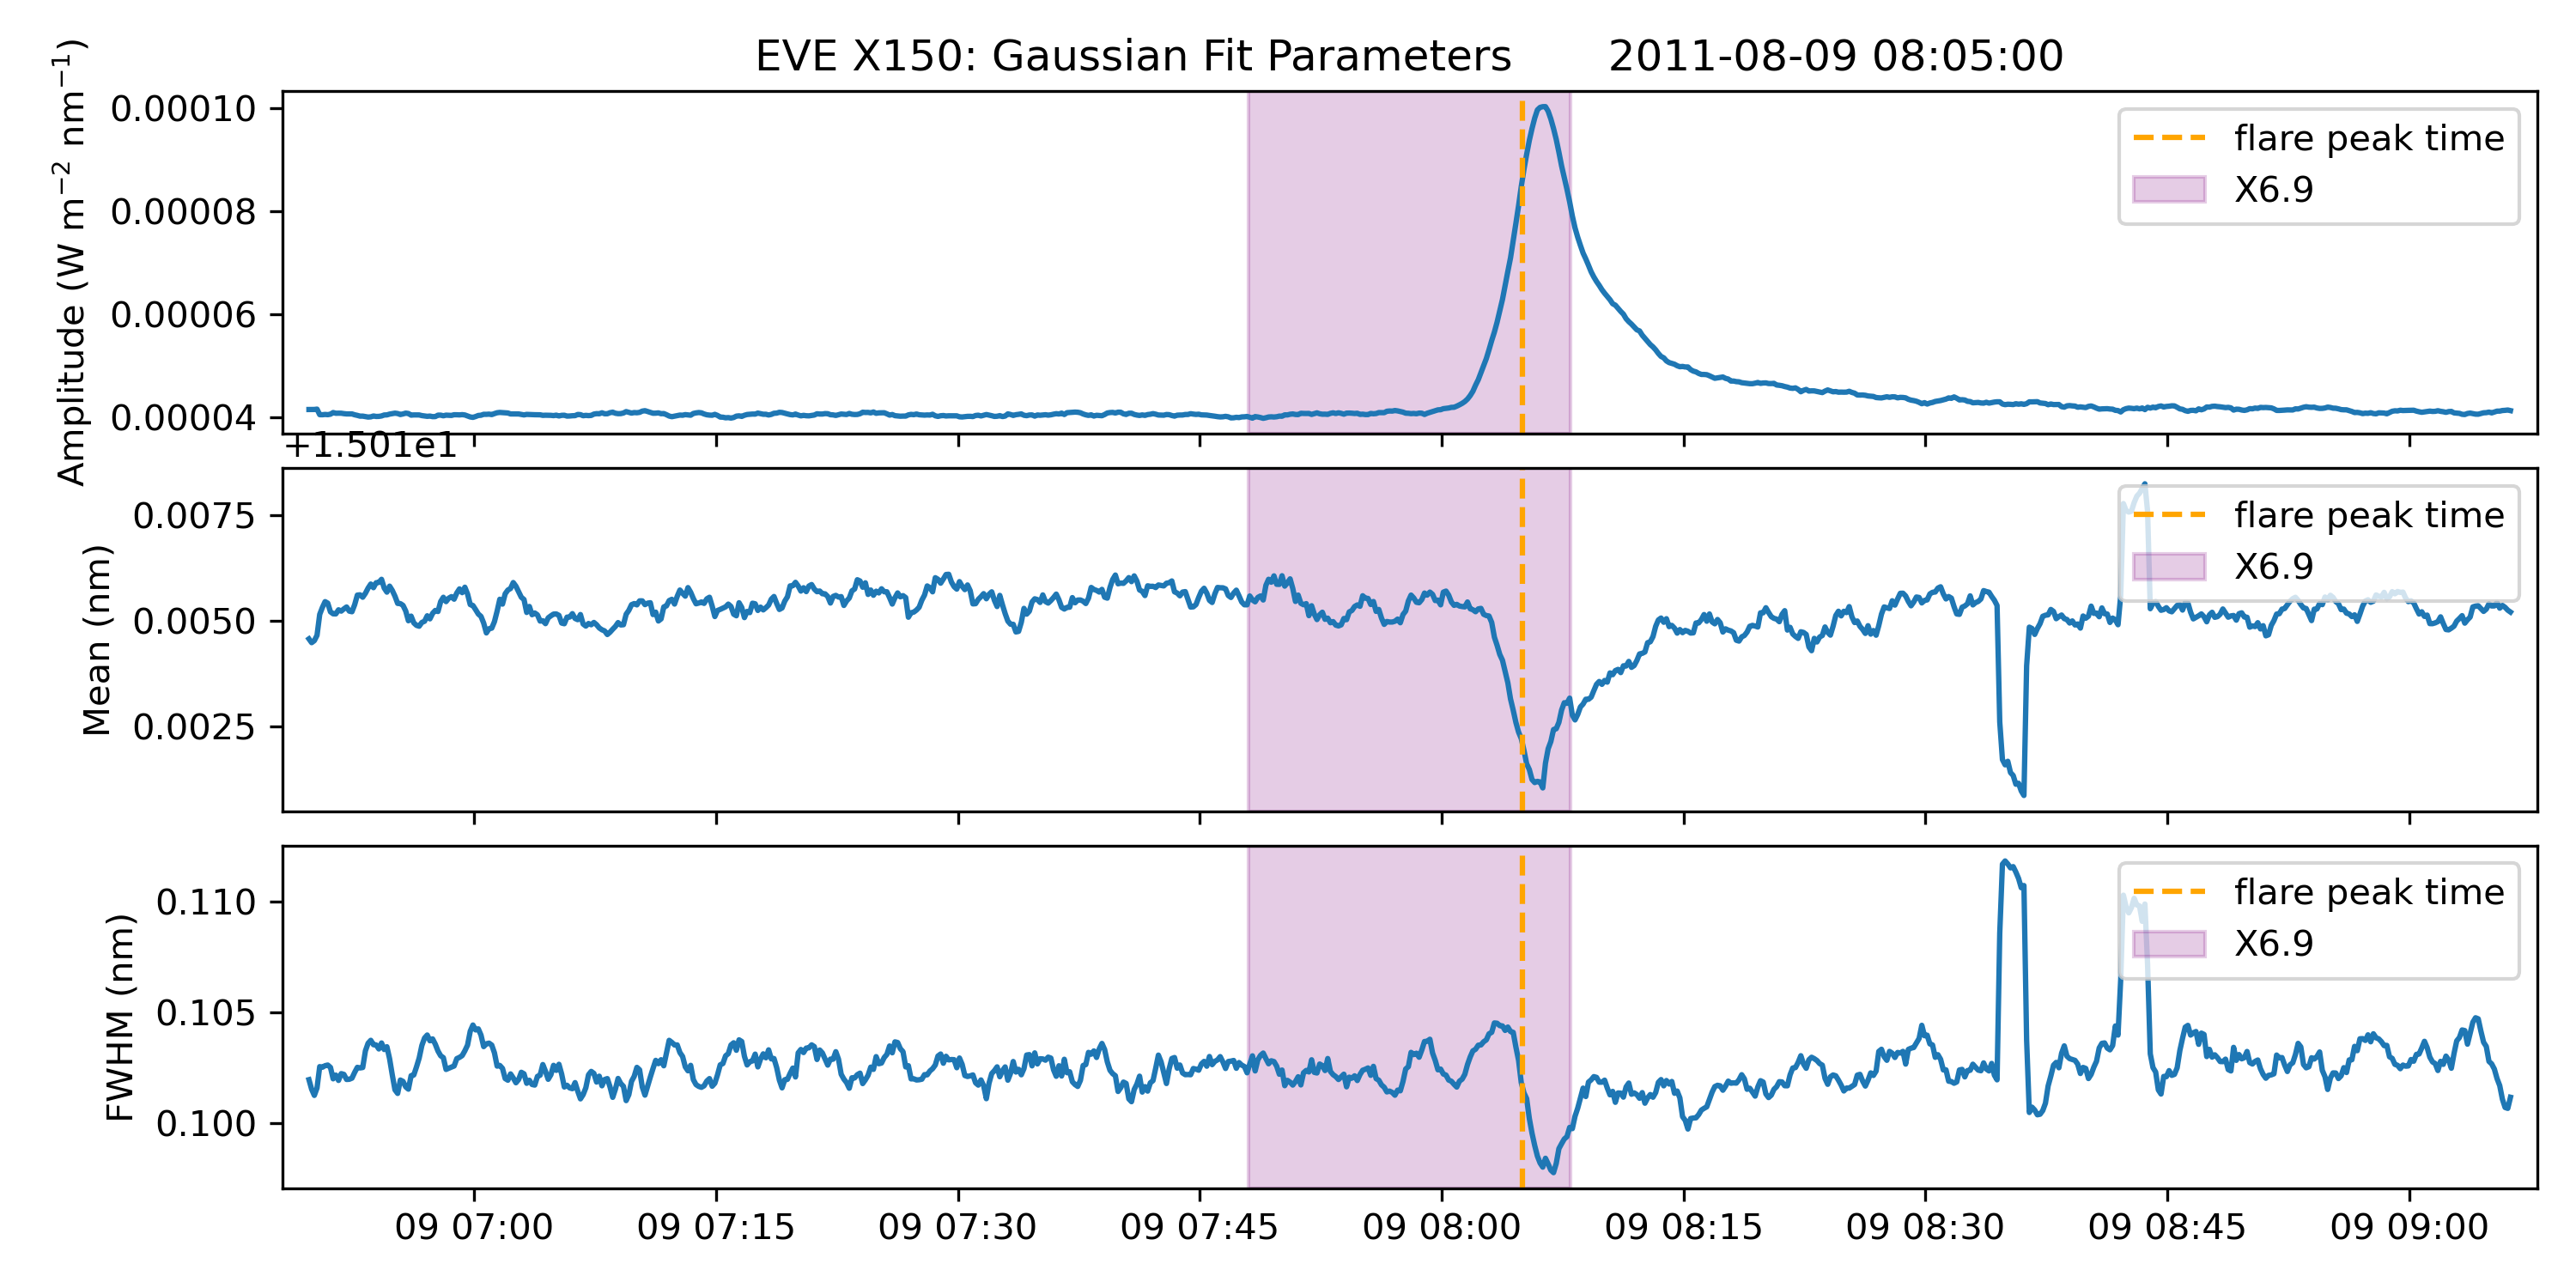 EVE X150: Gaussian Fit Parameters 2011-08-09 08:05:00
Amplitude (W m⁻² nm⁻¹)
0.00010
0.00008
0.00006
0.00004
flare peak time
X6.9
+1.501e1
Mean (nm)
0.0075
0.0050
0.0025
flare peak time
X6.9
FWHM (nm)
0.110
0.105
0.100
flare peak time
X6.9
09 07:00 09 07:15 09 07:30 09 07:45 09 08:00 09 08:15 09 08:30 09 08:45 09 09:00